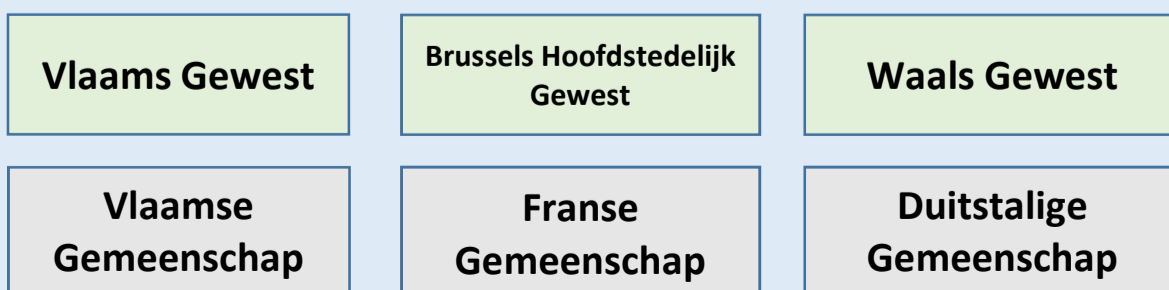 Vlaams Gewest
Brussels Hoofdstedelijk
Gewest
Waals Gewest
Vlaamse
Gemeenschap
Franse
Gemeenschap
Duitstalige
Gemeenschap